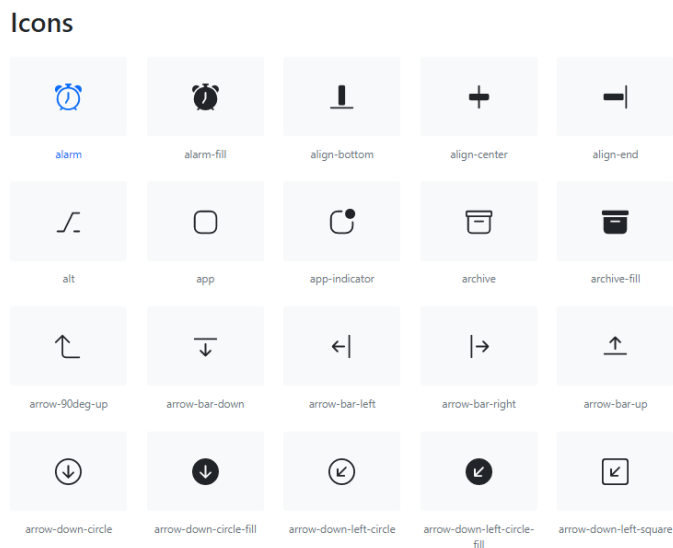 Icons
alarm
alarm-fill
align-bottom
align-center
align-end
alt
app
app-indicator
archive
archive-fill
arrow-90deg-up
arrow-bar-down
arrow-bar-left
arrow-bar-right
arrow-bar-up
arrow-down-circle
arrow-down-circle-fill
arrow-down-left-circle
arrow-down-left-circle-
fill
arrow-down-left-square